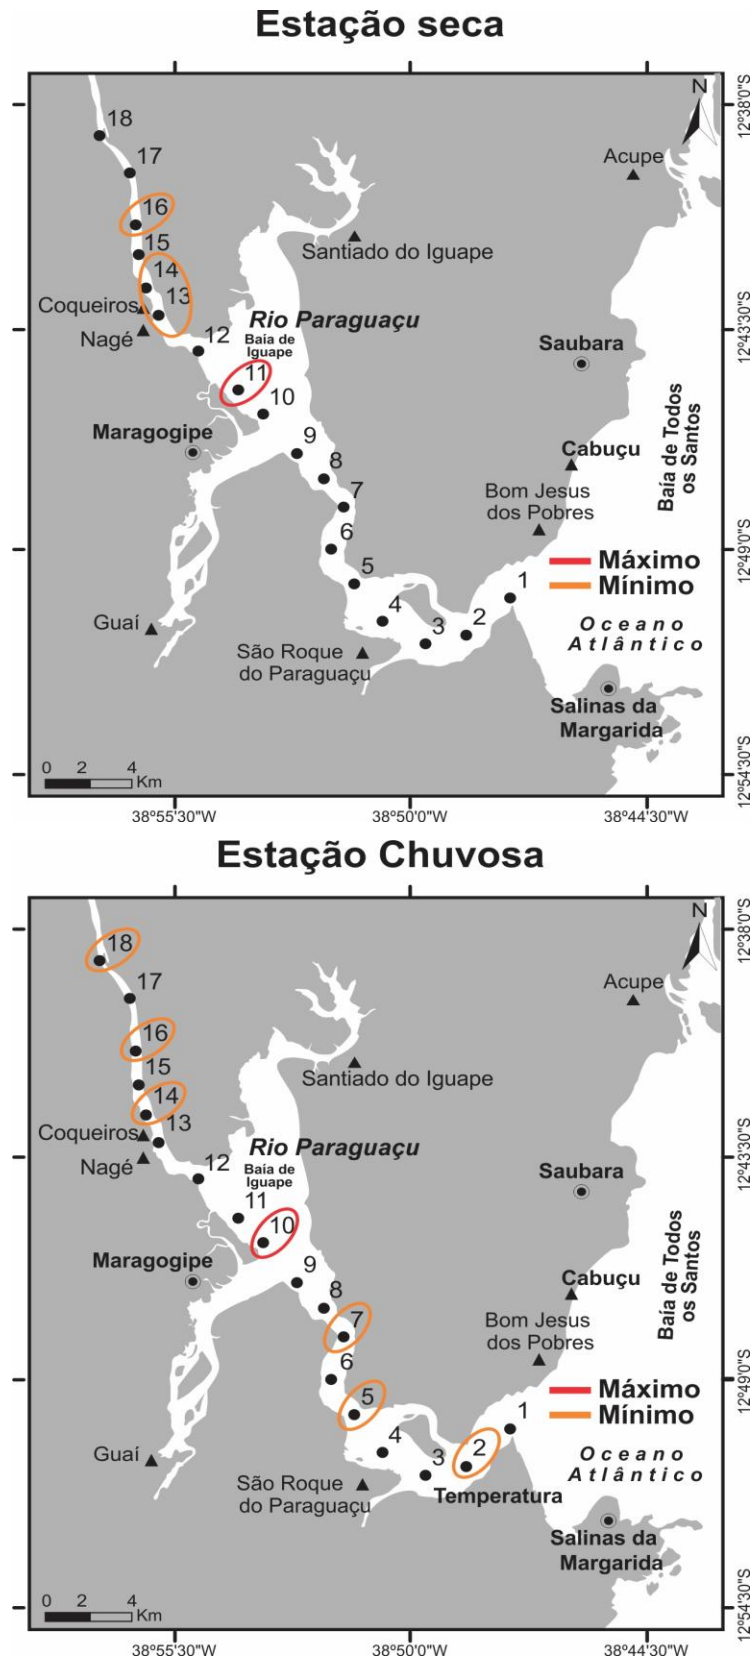 Estação seca
N
12°38'0"S
18
Acupe
17
16
Santiado do Iguape
15
14
Coqueiros
13
Rio Paraguaçu
12°43'30"S
Nagé
12
Baía de
Iguape
Saubara
11
10
Baía de Todos
os Santos
Maragogipe
9
Cabuçu
8
Bom Jesus
dos Pobres
7
6
12°49'0"S
Máximo
5
Mínimo
1
4
Guaí
2
3
Oceano
Atlântico
São Roque
do Paraguaçu
Salinas da
Margarida
0 2 4
Km
12°54'30"S
38°55'30"W 38°50'0"W 38°44'30"W
Estação Chuvosa
N
12°38'0"S
18
Acupe
17
16
Santiado do Iguape
15
14
13
Coqueiros
Rio Paraguaçu
12°43'30"S
Nagé
12
Baía de
Iguape
Saubara
11
10
Baía de Todos
os Santos
Maragogipe
9
Cabuçu
8
7
Bom Jesus
dos Pobres
6
12°49'0"S
Máximo
5
Mínimo
1
4
2
Guaí
3
Oceano
Atlântico
São Roque
do Paraguaçu
Temperatura
Salinas da
Margarida
0 2 4
Km
12°54'30"S
38°55'30"W 38°50'0"W 38°44'30"W